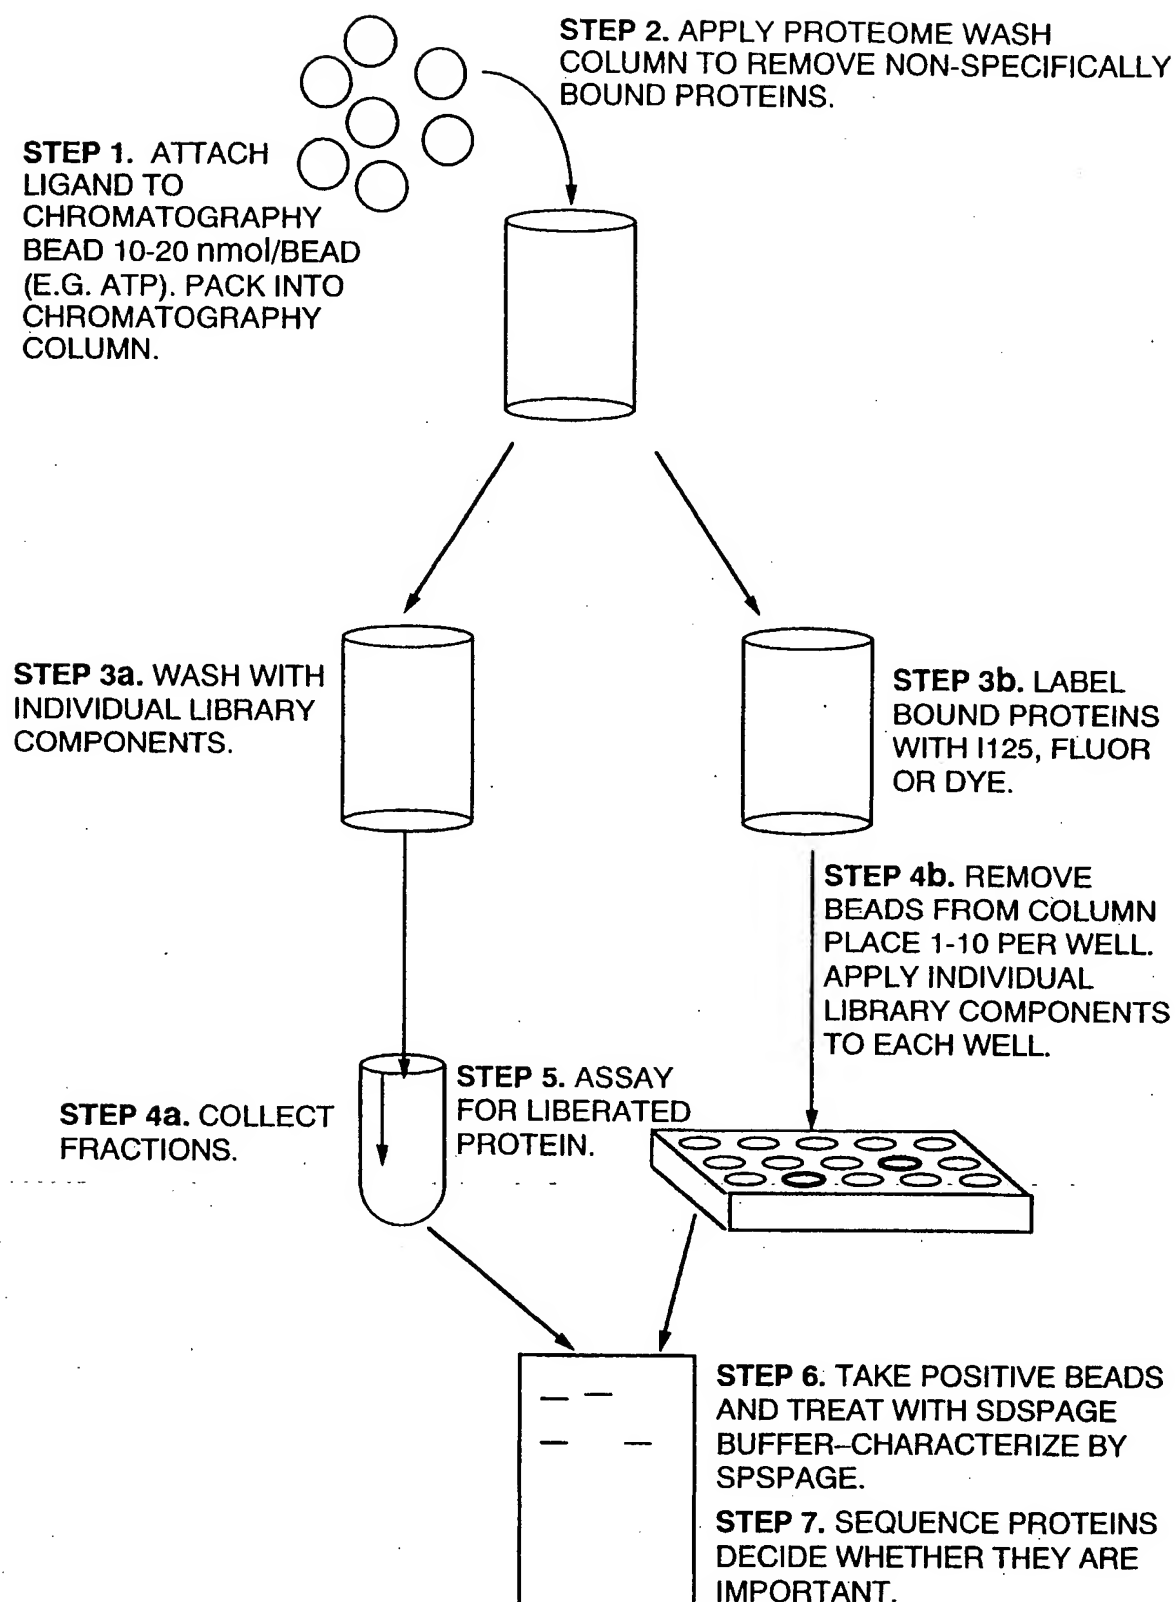 STEP 2. APPLY PROTEOME WASH
COLUMN TO REMOVE NON-SPECIFICALLY
BOUND PROTEINS.
STEP 1. ATTACH
LIGAND TO
CHROMATOGRAPHY
BEAD 10-20 nmol/BEAD
(E.G. ATP). PACK INTO
CHROMATOGRAPHY
COLUMN.
STEP 3a. WASH WITH
INDIVIDUAL LIBRARY
COMPONENTS.
STEP 3b. LABEL
BOUND PROTEINS
WITH I125, FLUOR
OR DYE.
STEP 4b. REMOVE
BEADS FROM COLUMN
PLACE 1-10 PER WELL.
APPLY INDIVIDUAL
LIBRARY COMPONENTS
TO EACH WELL.
STEP 4a. COLLECT
FRACTIONS.
STEP 5. ASSAY
FOR LIBERATED
PROTEIN.
STEP 6. TAKE POSITIVE BEADS
AND TREAT WITH SDSPAGE
BUFFER–CHARACTERIZE BY
SPSPAGE.
STEP 7. SEQUENCE PROTEINS
DECIDE WHETHER THEY ARE
IMPORTANT.